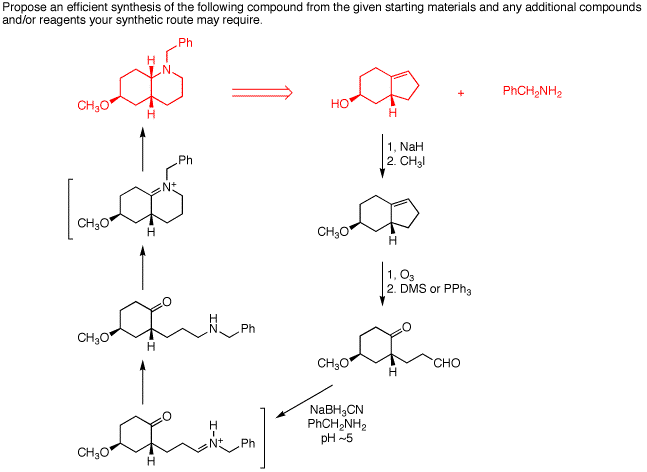 Propose an efficient synthesis of the following compound from the given starting materials and any additional compounds
and/or reagents your synthetic route may require.
Ph
H
N
CH3O
H
HO
H
+
PhCH2NH2
1, NaH
2. CH3I
Ph
N+
CH3O
H
CH3O
H
1, O3
2. DMS or PPh3
O
H
N
Ph
CH3O
H
O
CH3O
CHO
H
NaBH3CN
PhCH2NH2
pH ~5
O
H
N+
Ph
CH3O
H